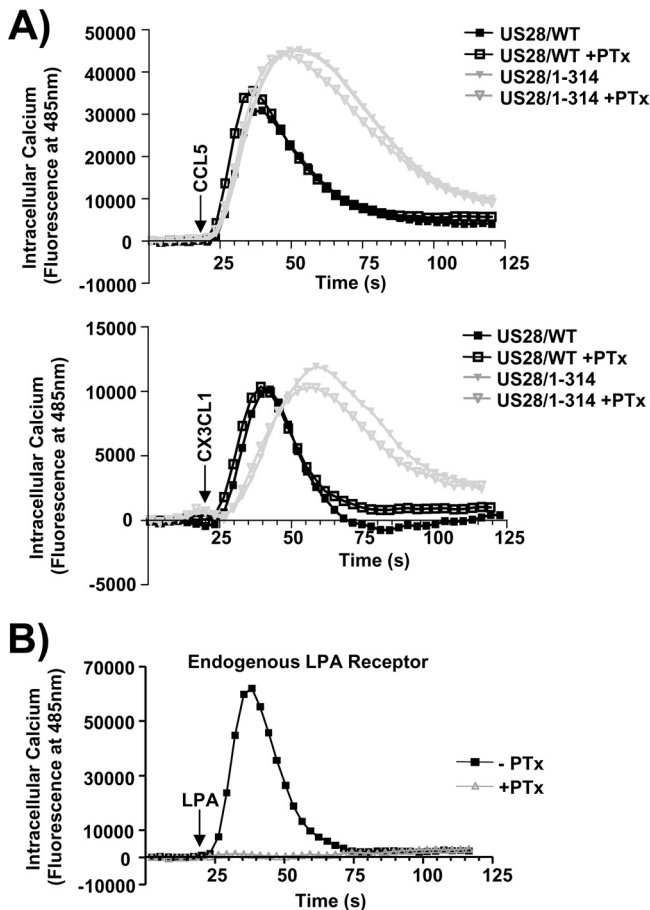 A)
Intracellular Calcium
(Fluorescence at 485nm)
50000
40000
30000
20000
10000
0
-10000
CCL5
25
50
75
100
125
Time (s)
US28/WT
US28/WT +PTx
US28/1-314
US28/1-314 +PTx
Intracellular Calcium
(Fluorescence at 485nm)
15000
10000
5000
0
-5000
CX3CL1
25
50
75
100
125
Time (s)
US28/WT
US28/WT +PTx
US28/1-314
US28/1-314 +PTx
B)
Endogenous LPA Receptor
Intracellular Calcium
(Fluorescence at 485nm)
70000
50000
30000
10000
0
-10000
LPA
25
50
75
100
125
Time (s)
- PTx
+PTx